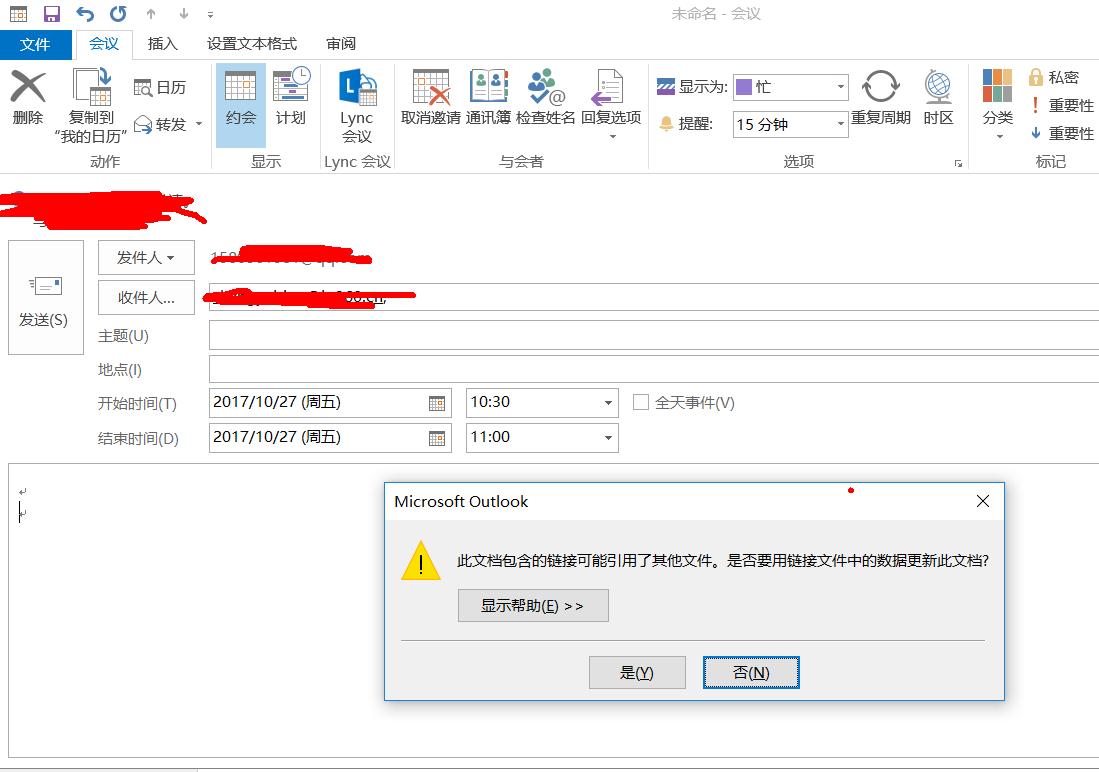 未命名 - 会议
文件 会议 插入 设置文本格式 审阅
删除
复制到
"我的日历"
日历
转发
动作
约会
计划
显示
Lync
会议
Lync 会议
取消邀请
通讯簿
检查姓名
回复选项
与会者
显示为:
忙
提醒:
15 分钟
重复周期
时区
选项
分类
私密
重要性
重要性
标记
发送(S)
发件人
收件人...
主题(U)
地点(I)
开始时间(T)
2017/10/27 (周五)
10:30
全天事件(V)
结束时间(D)
2017/10/27 (周五)
11:00
Microsoft Outlook
此文档包含的链接可能引用了其他文件。是否要用链接文件中的数据更新此文档?
显示帮助(E) >>
是(Y)
否(N)